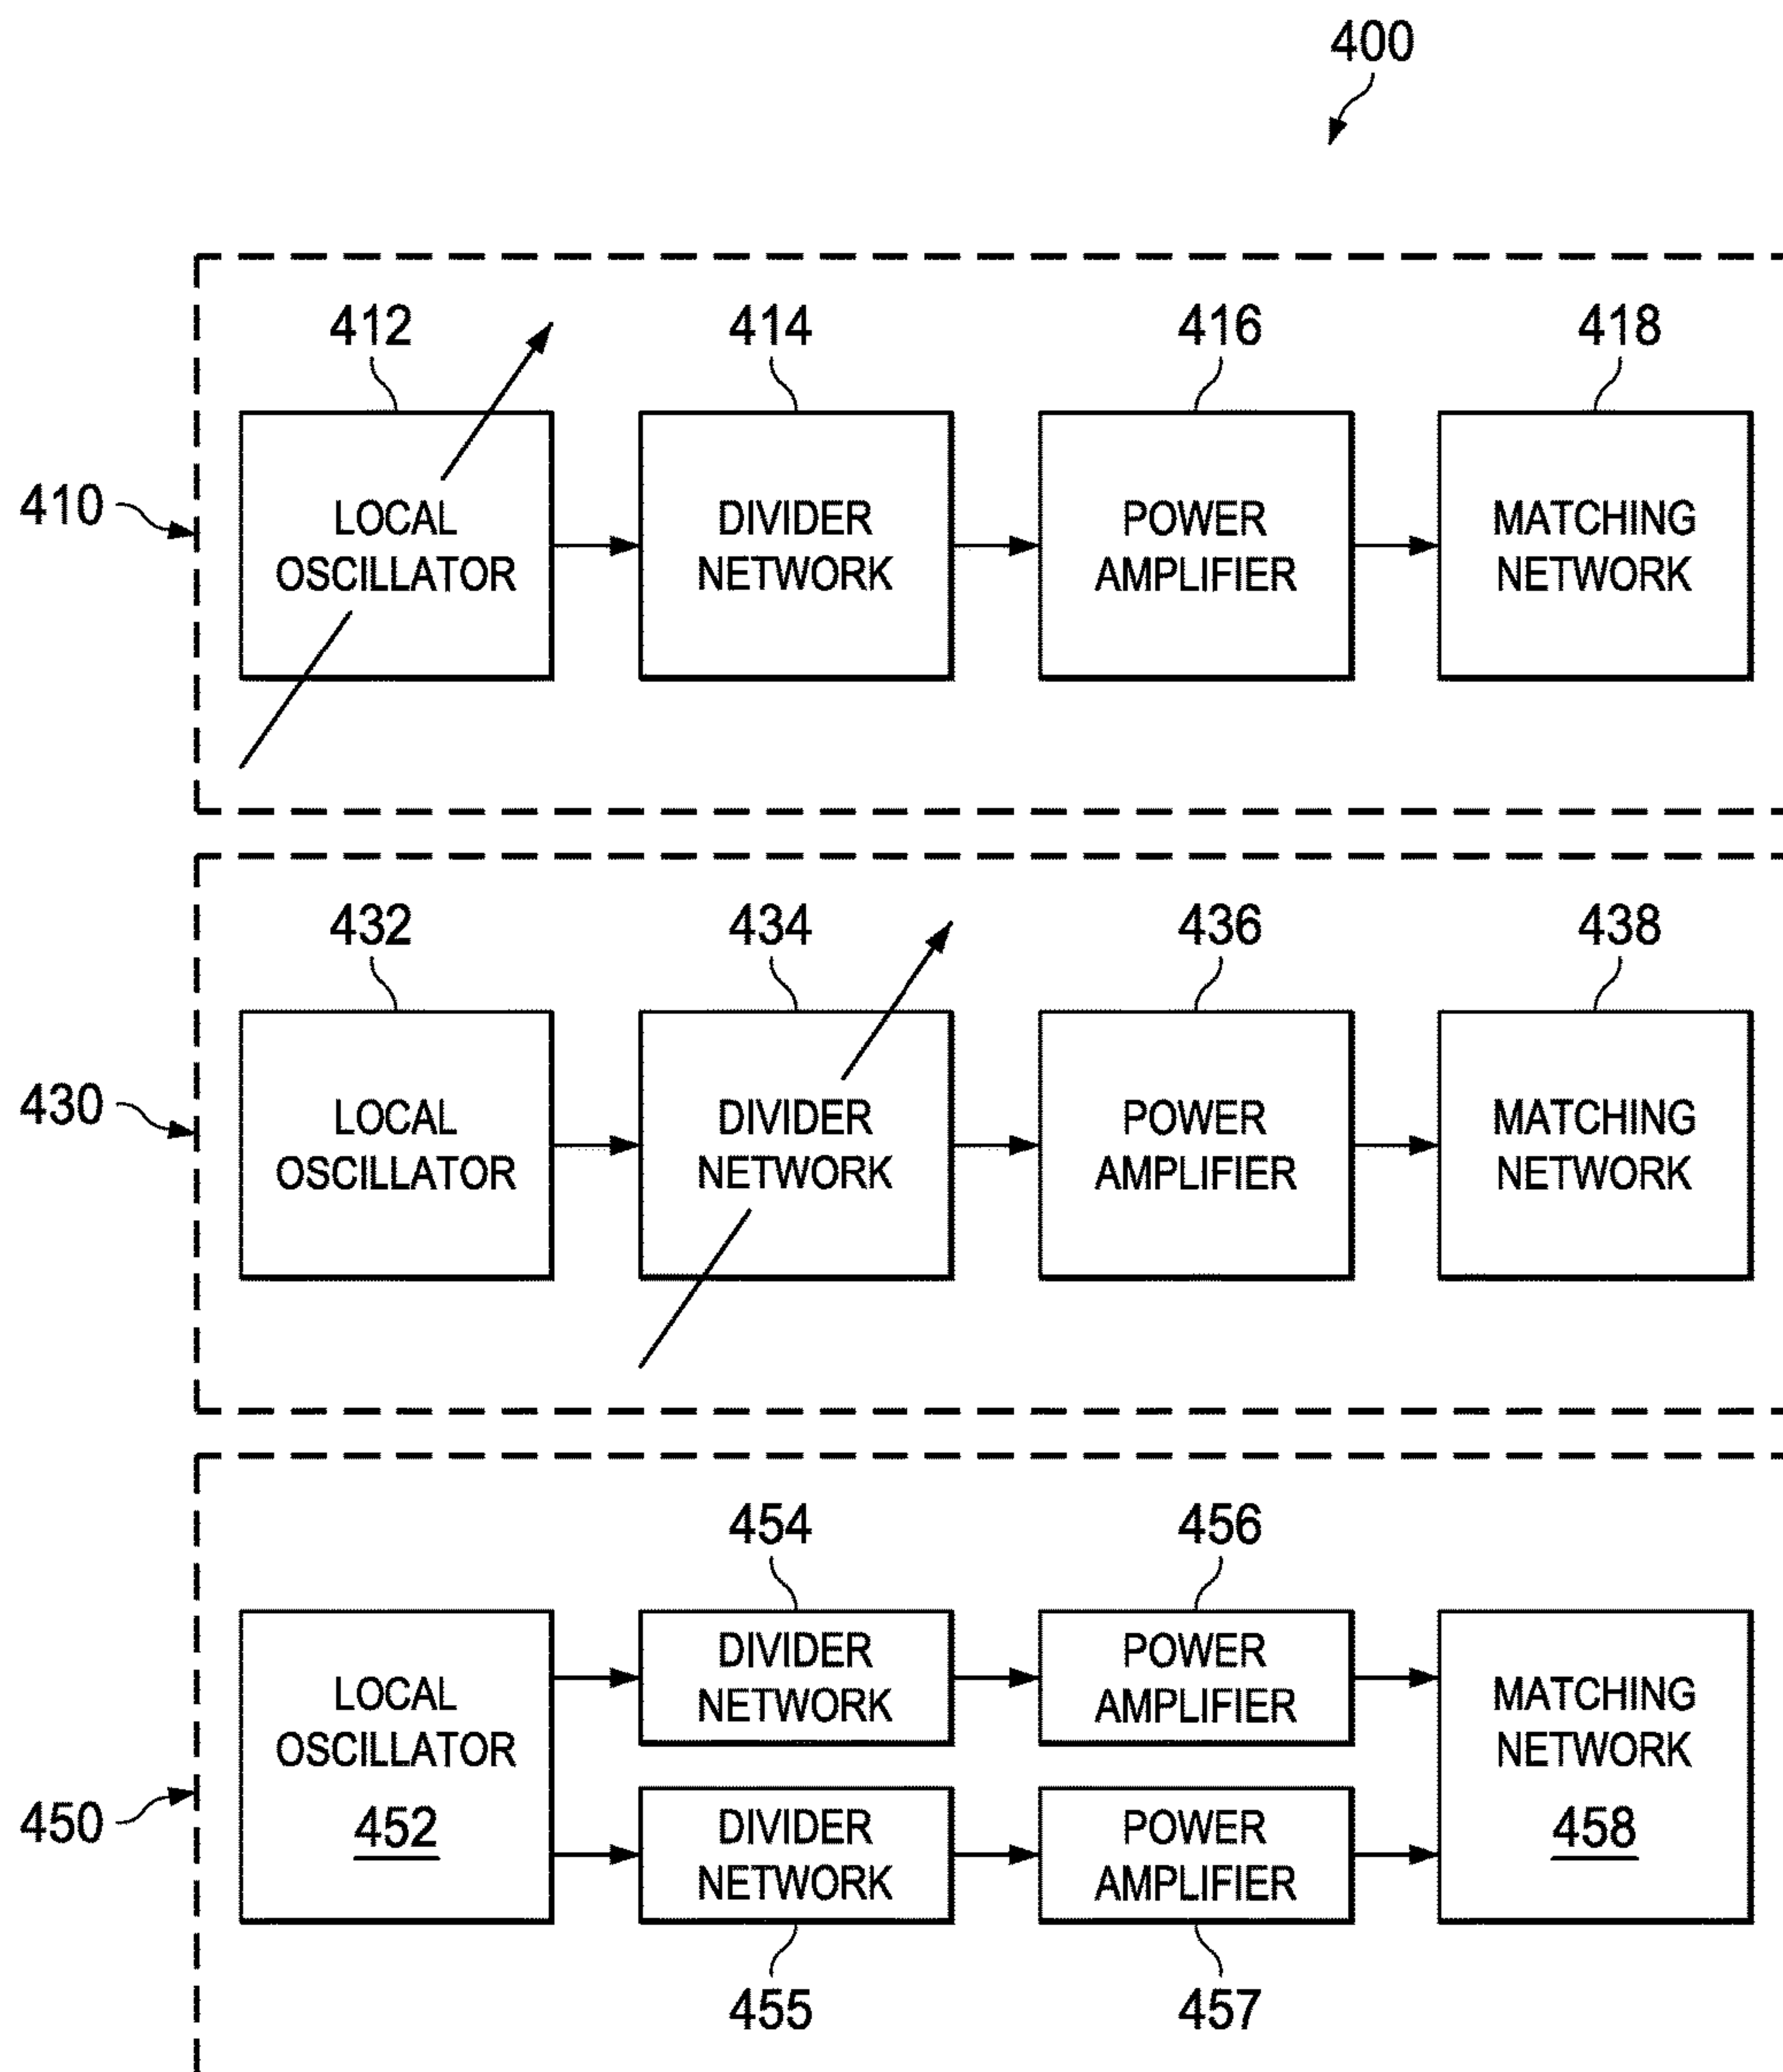 400
412
414
416
418
410
LOCAL
OSCILLATOR
DIVIDER
NETWORK
POWER
AMPLIFIER
MATCHING
NETWORK
432
434
436
438
430
LOCAL
OSCILLATOR
DIVIDER
NETWORK
POWER
AMPLIFIER
MATCHING
NETWORK
454
456
450
LOCAL
OSCILLATOR
452
DIVIDER
NETWORK
POWER
AMPLIFIER
DIVIDER
NETWORK
POWER
AMPLIFIER
MATCHING
NETWORK
458
455
457